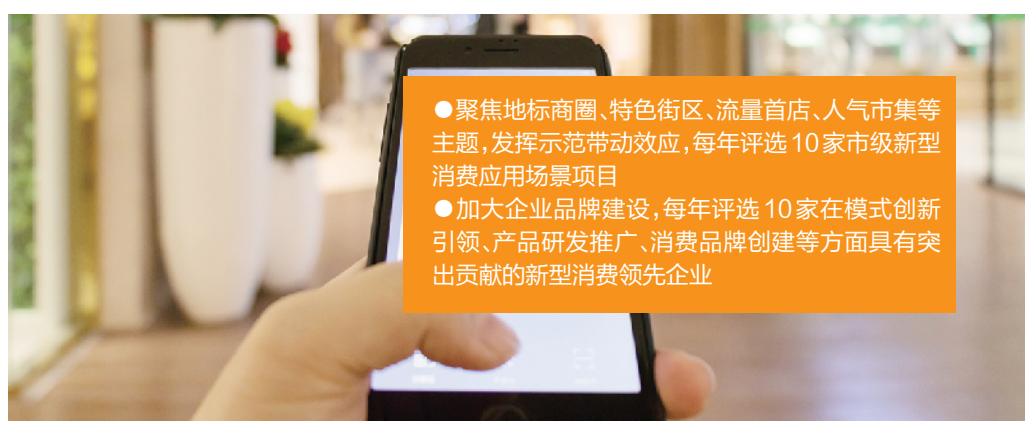 ●聚焦地标商圈、特色街区、流量首店、人气市集等
主题,发挥示范带动效应,每年评选10家市级新型
消费应用场景项目
●加大企业品牌建设,每年评选10家在模式创新
引领、产品研发推广、消费品牌创建等方面具有突
出贡献的新型消费领先企业